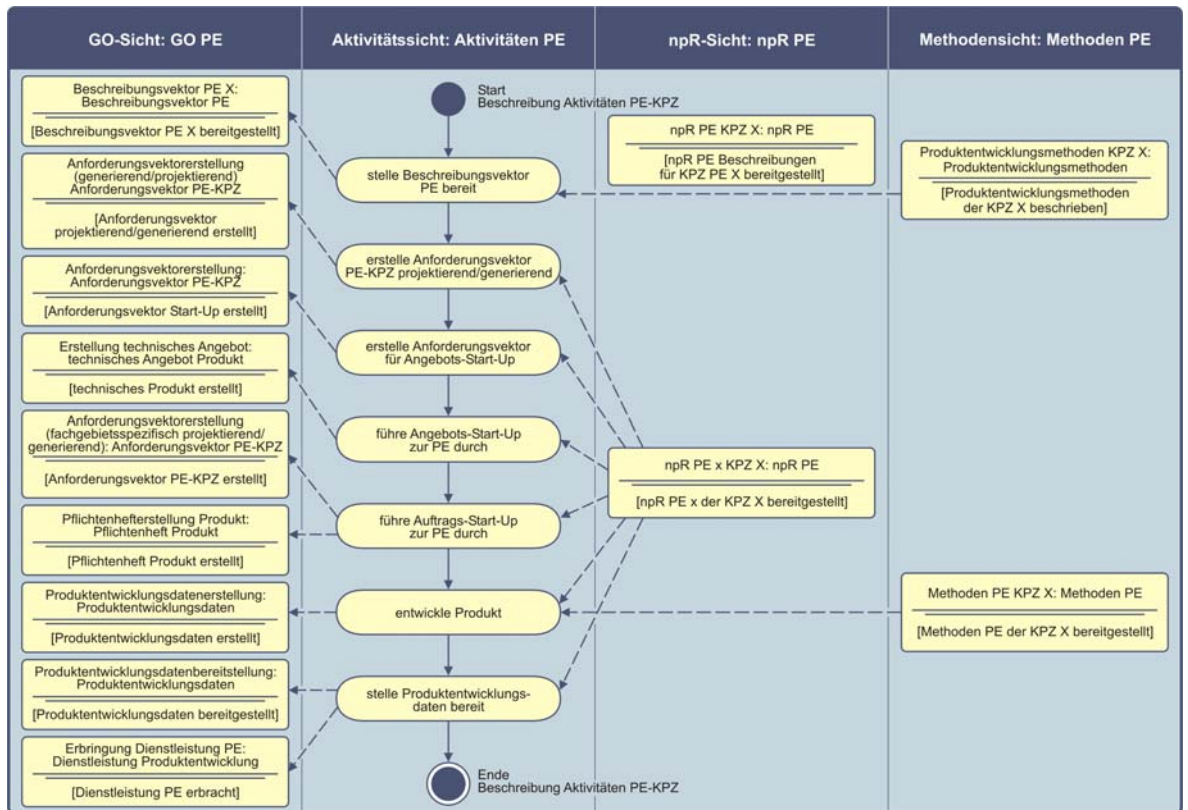 GO-Sicht: GO PE
Aktivitätssicht: Aktivitäten PE
npR-Sicht: npR PE
Methodensicht: Methoden PE
Beschreibungsvektor PE X:
Beschreibungsvektor PE
[Beschreibungsvektor PE X bereitgestellt]
Anforderungsvektorerstellung
(generierend/projektierend)
Anforderungsvektor PE-KPZ
[Anforderungsvektor
projektierend/generierend erstellt]
Anforderungsvektorerstellung:
Anforderungsvektor PE-KPZ
[Anforderungsvektor Start-Up erstellt]
Erstellung technisches Angebot:
technisches Angebot Produkt
[technisches Produkt erstellt]
Anforderungsvektorerstellung
(fachgebietsspezifisch projektierend/
generierend): Anforderungsvektor PE-KPZ
[Anforderungsvektor PE-KPZ erstellt]
Pflichtenhefterstellung Produkt:
Pflichtenheft Produkt
[Pflichtenheft Produkt erstellt]
Produktentwicklungsdatenerstellung:
Produktentwicklungsdaten
[Produktentwicklungsdaten erstellt]
Produktentwicklungsdatenbereitstellung:
Produktentwicklungsdaten
[Produktentwicklungsdaten bereitgestellt]
Erbringung Dienstleistung PE:
Dienstleistung Produktentwicklung
[Dienstleistung PE erbracht]
Start
Beschreibung Aktivitäten PE-KPZ
stelle Beschreibungsvektor
PE bereit
erstelle Anforderungsvektor
PE-KPZ projektierend/generierend
erstelle Anforderungsvektor
für Angebots-Start-Up
führe Angebots-Start-Up
zur PE durch
führe Auftrags-Start-Up
zur PE durch
entwickle Produkt
stelle Produktentwicklungs-
daten bereit
Ende
Beschreibung Aktivitäten PE-KPZ
npR PE KPZ X: npR PE
[npR PE Beschreibungen
für KPZ PE X bereitgestellt]
npR PE x KPZ X: npR PE
[npR PE x der KPZ X bereitgestellt]
Produktentwicklungsmethoden KPZ X:
Produktentwicklungsmethoden
[Produktentwicklungsmethoden
der KPZ X beschrieben]
Methoden PE KPZ X: Methoden PE
[Methoden PE der KPZ X bereitgestellt]